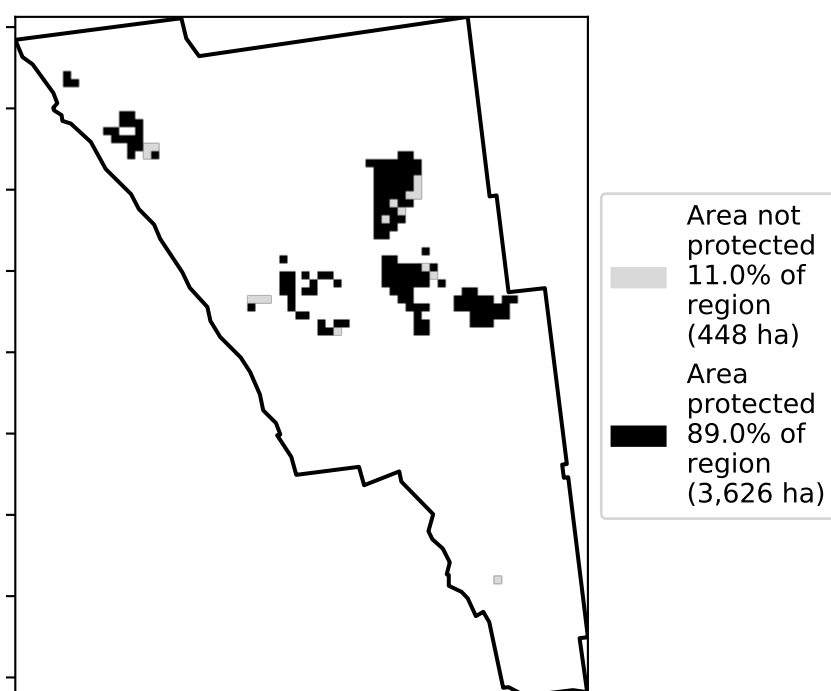 Area not
protected
11.0% of
region
(448 ha)
Area
protected
89.0% of
region
(3,626 ha)